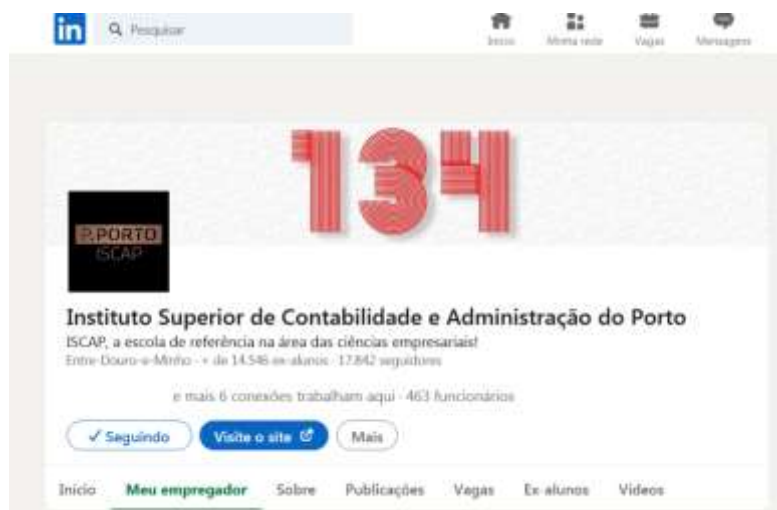 in Pesquisar
Início Minha rede Vagas Mensagens
134
P.PORTO
ISCAP
Instituto Superior de Contabilidade e Administração do Porto
ISCAP, a escola de referência na área das ciências empresariais!
Entre-Douro-e-Minho · + de 14.546 ex-alunos · 17.842 seguidores
e mais 6 conexões trabalham aqui · 463 funcionários
✓ Seguindo Visite o site Mais
Início Meu empregador Sobre Publicações Vagas Ex-alunos Vídeos